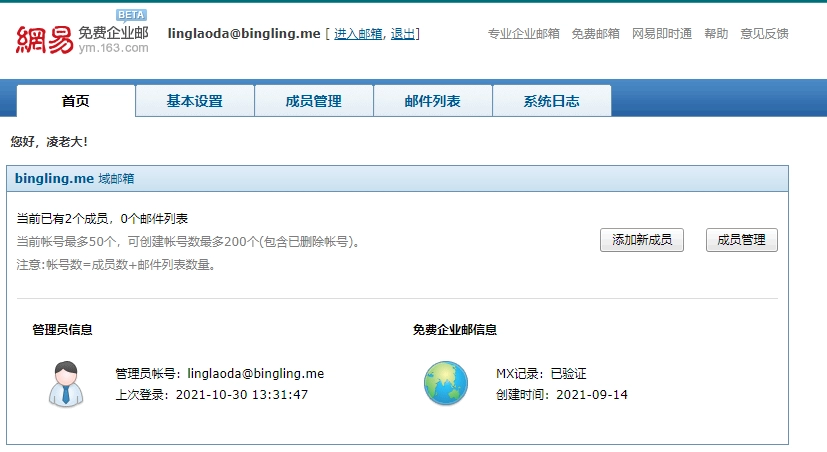 網易 免费企业邮 BETA
ym.163.com
linglaoda@bingling.me [ 进入邮箱, 退出]
专业企业邮箱 免费邮箱 网易即时通 帮助 意见反馈
首页 基本设置 成员管理 邮件列表 系统日志
您好，凌老大!
bingling.me 域邮箱
当前已有2个成员，0个邮件列表
当前帐号最多50个，可创建帐号数最多200个(包含已删除帐号)。
注意:帐号数=成员数+邮件列表数量。
添加新成员 成员管理
管理员信息
管理员帐号：linglaoda@bingling.me
上次登录：2021-10-30 13:31:47
免费企业邮信息
MX记录：已验证
创建时间：2021-09-14